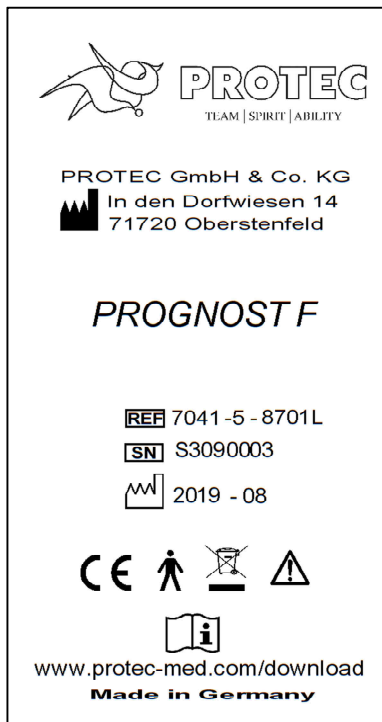 PROTEC
TEAM | SPIRIT | ABILITY
PROTEC GmbH & Co. KG
In den Dorfwiesen 14
71720 Oberstenfeld
PROGNOST F
REF 7041-5-8701L
SN S3090003
2019-08
CE
i
www.protec-med.com/download
Made in Germany